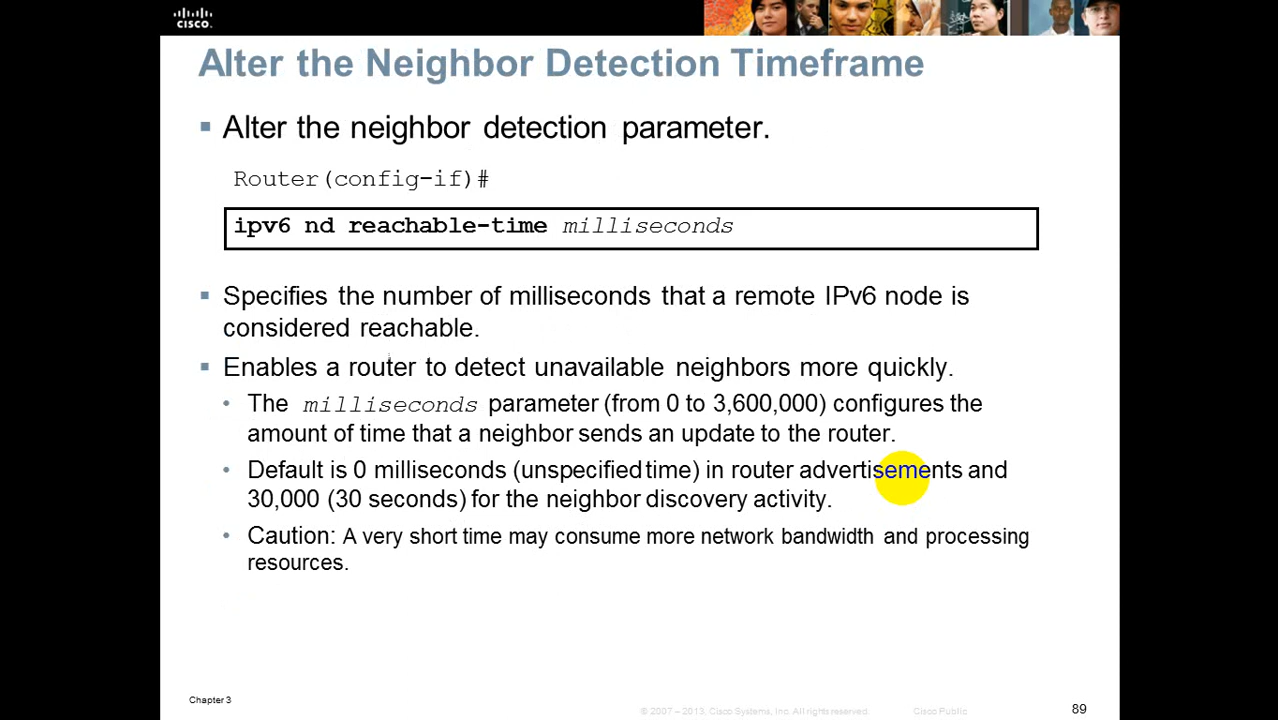 CISCO
Alter the Neighbor Detection Timeframe
Alter the neighbor detection parameter.
Router(config-if)#
ipv6 nd reachable-time milliseconds
Specifies the number of milliseconds that a remote IPv6 node is
considered reachable.
Enables a router to detect unavailable neighbors more quickly.
The milliseconds parameter (from 0 to 3,600,000) configures the
amount of time that a neighbor sends an update to the router.
Default is 0 milliseconds (unspecified time) in router advertisements and
30,000 (30 seconds) for the neighbor discovery activity.
Caution: A very short time may consume more network bandwidth and processing
resources.
Chapter 3
© 2007 – 2013, Cisco Systems, Inc. All rights reserved.
Cisco Public
89